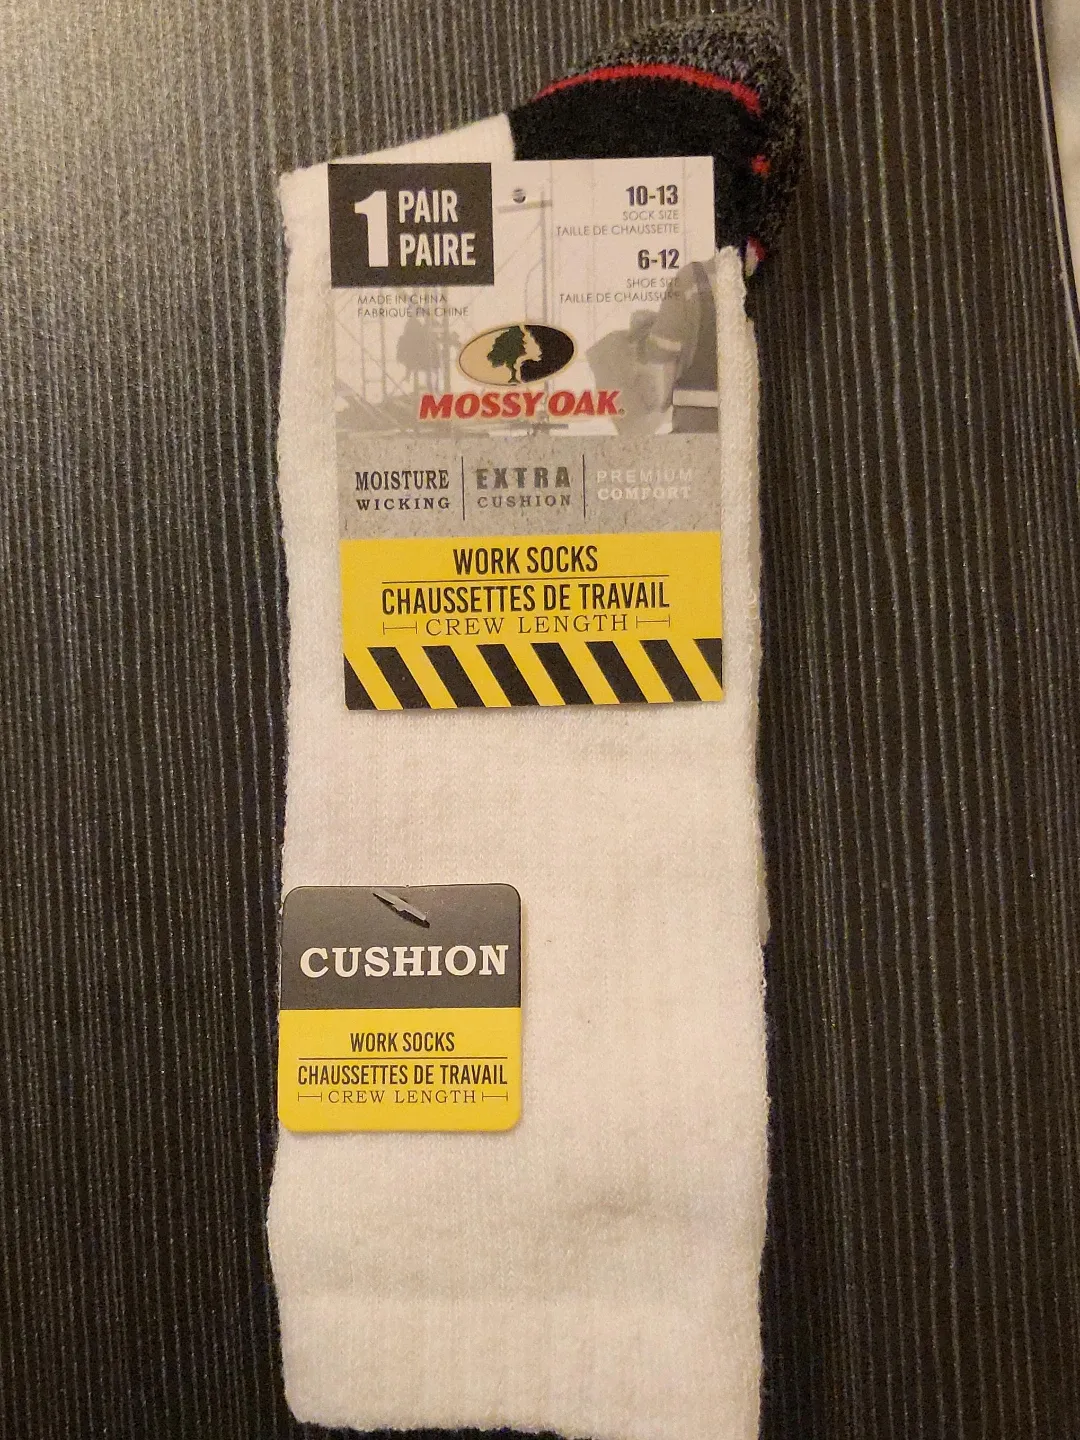 1 PAIR
PAIRE
10-13
SOCK SIZE
TAILLE DE CHAUSSETTE
6-12
SHOE SIZE
TAILLE DE CHAUSSURE
MADE IN CHINA
FABRIQUÉ EN CHINE
MOSSY OAK®
MOISTURE
WICKING
EXTRA
CUSHION
PREMIUM
COMFORT
WORK SOCKS
CHAUSSETTES DE TRAVAIL
CREW LENGTH
CUSHION
WORK SOCKS
CHAUSSETTES DE TRAVAIL
CREW LENGTH